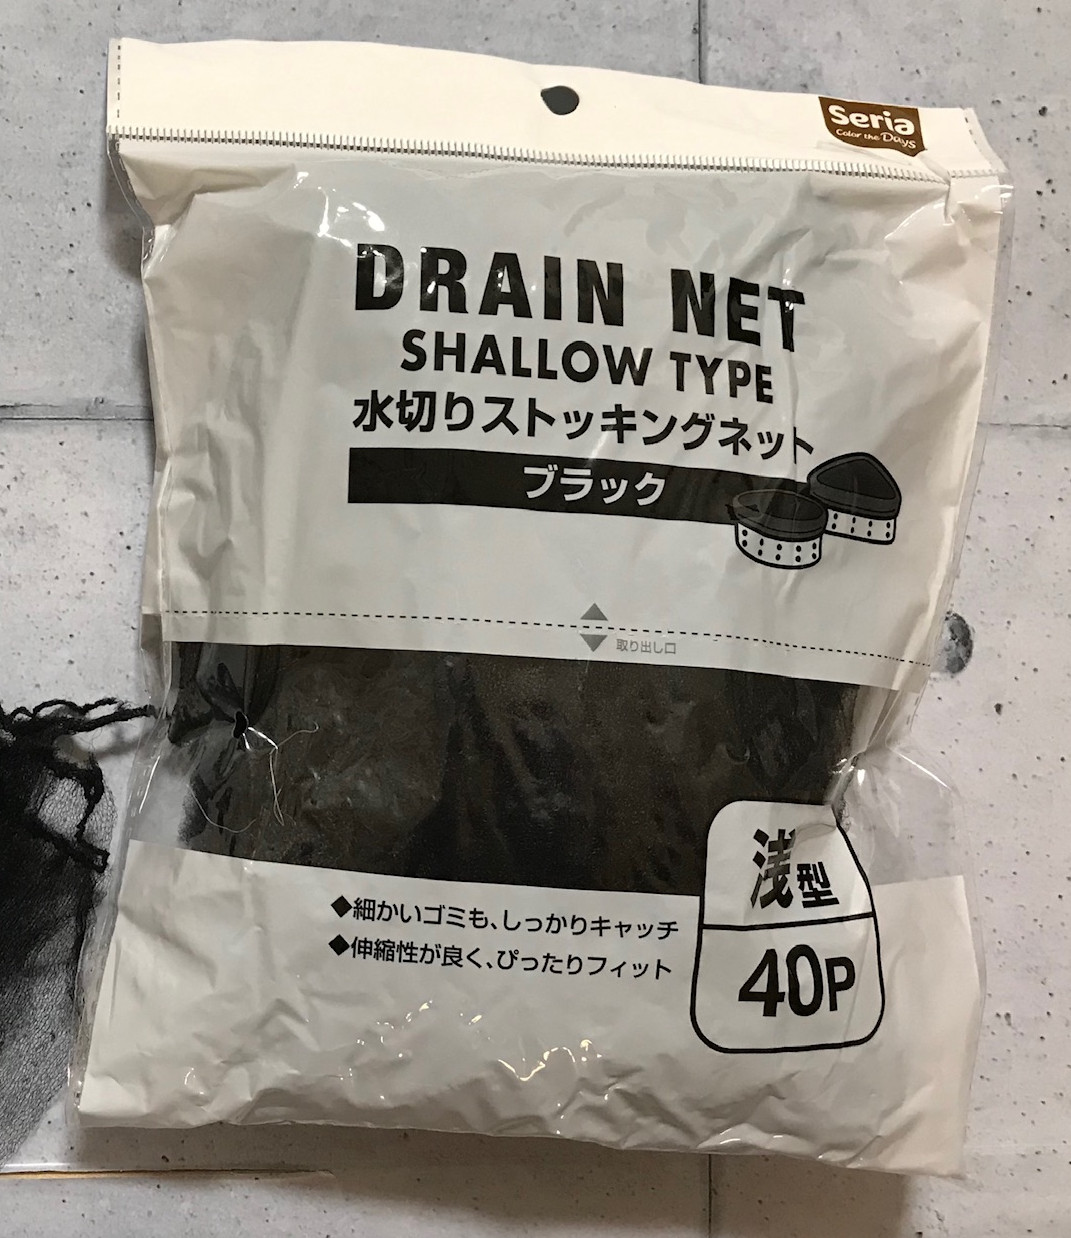 Seria
Color the Days
DRAIN NET
SHALLOW TYPE
水切りストッキングネット
ブラック
取り出し口
浅型
40P
◆細かいゴミも、しっかりキャッチ
◆伸縮性が良く、ぴったりフィット